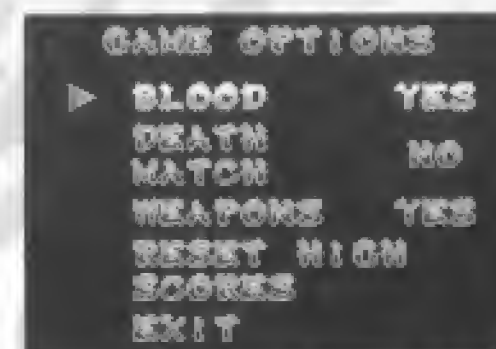 GAME OPTIONS
BLOOD YES
DEATH
MATCH NO
WEAPONS YES
RESET HIGH
SCORES
EXIT